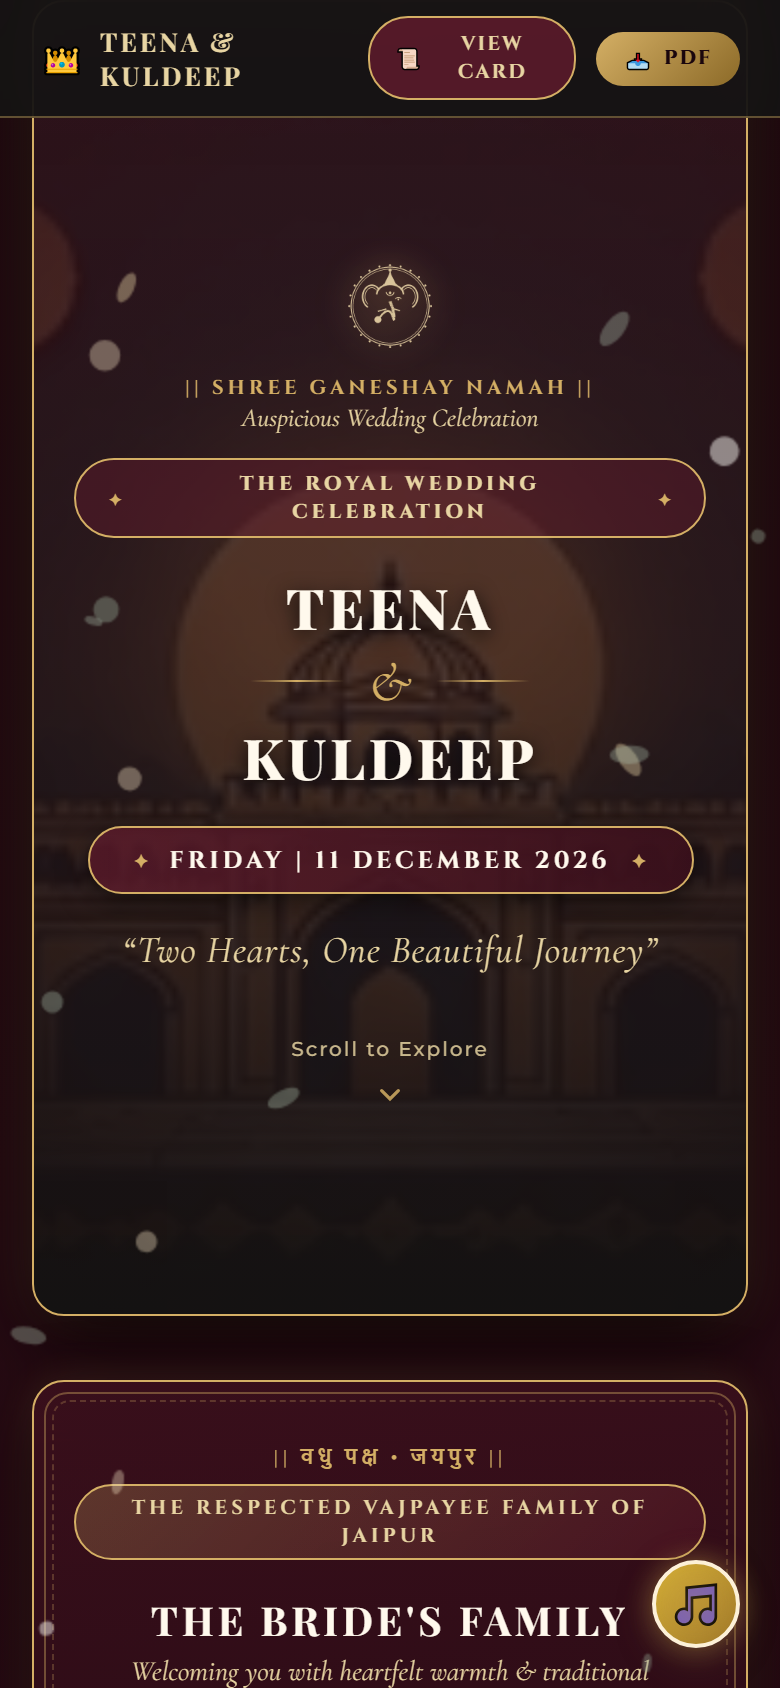 TEENA &
KULDEEP
VIEW
CARD
PDF
|| SHREE GANESHAY NAMAH ||
Auspicious Wedding Celebration
THE ROYAL WEDDING
CELEBRATION
TEENA
&
KULDEEP
FRIDAY | 11 DECEMBER 2026
“Two Hearts, One Beautiful Journey”
Scroll to Explore
|| वधु पक्ष • जयपुर ||
THE RESPECTED VAJPAYEE FAMILY OF
JAIPUR
THE BRIDE'S FAMILY
Welcoming you with heartfelt warmth & traditional